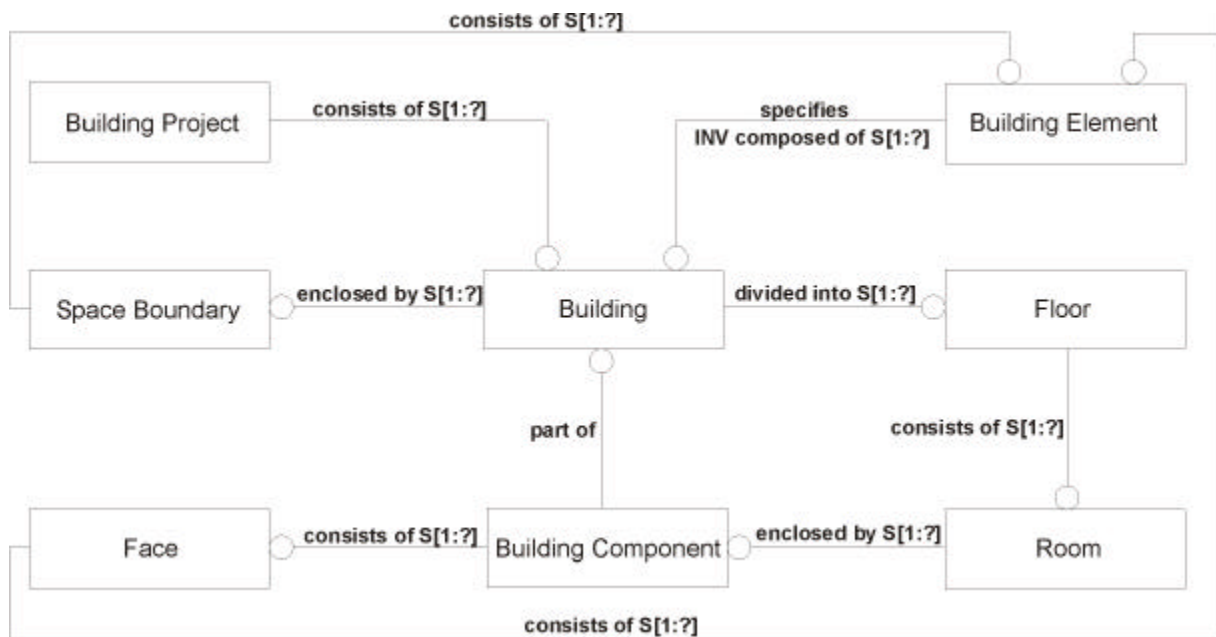 consists of S[1:?]
Building Project
consists of S[1:?]
specifies
INV composed of S[1:?]
Building Element
Space Boundary
enclosed by S[1:?]
Building
divided into S[1:?]
Floor
part of
consists of S[1:?]
Face
consists of S[1:?]
Building Component
enclosed by S[1:?]
Room
consists of S[1:?]